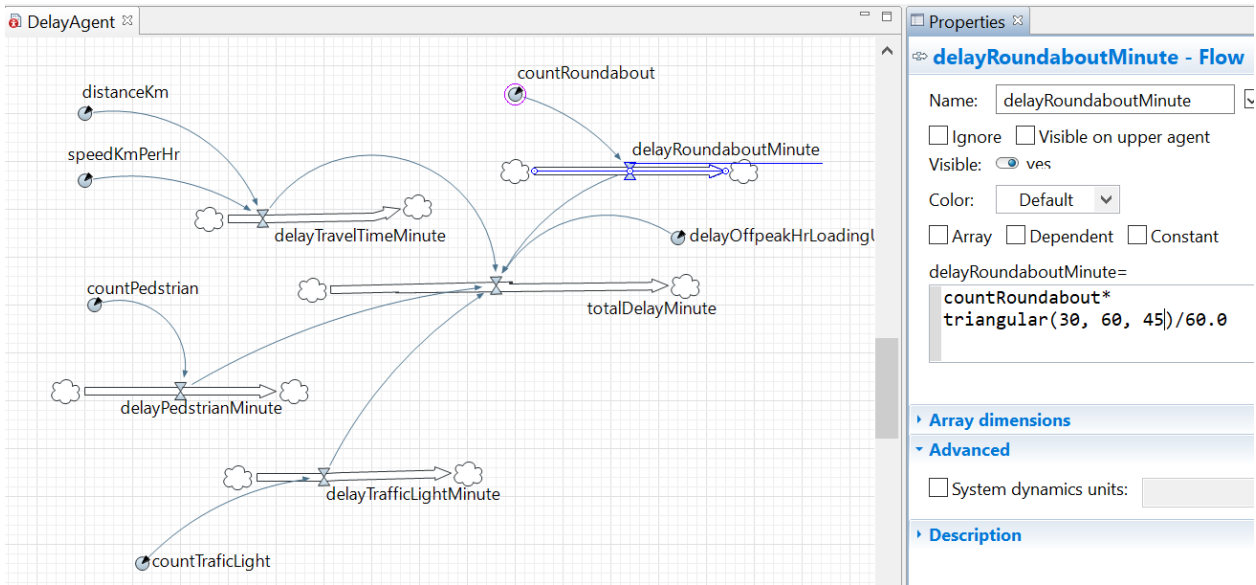 DelayAgent
countRoundabout
distanceKm
speedKmPerHr
delayRoundaboutMinute
delayTravelTimeMinute
delayOffpeakHrLoadingU
countPedstrian
totalDelayMinute
delayPedstrianMinute
delayTrafficLightMinute
countTraficLight
Properties
delayRoundaboutMinute - Flow
Name: delayRoundaboutMinute
Ignore Visible on upper agent
Visible: yes
Color: Default
Array Dependent Constant
delayRoundaboutMinute=
countRoundabout*
triangular(30, 60, 45)/60.0
Array dimensions
Advanced
System dynamics units:
Description